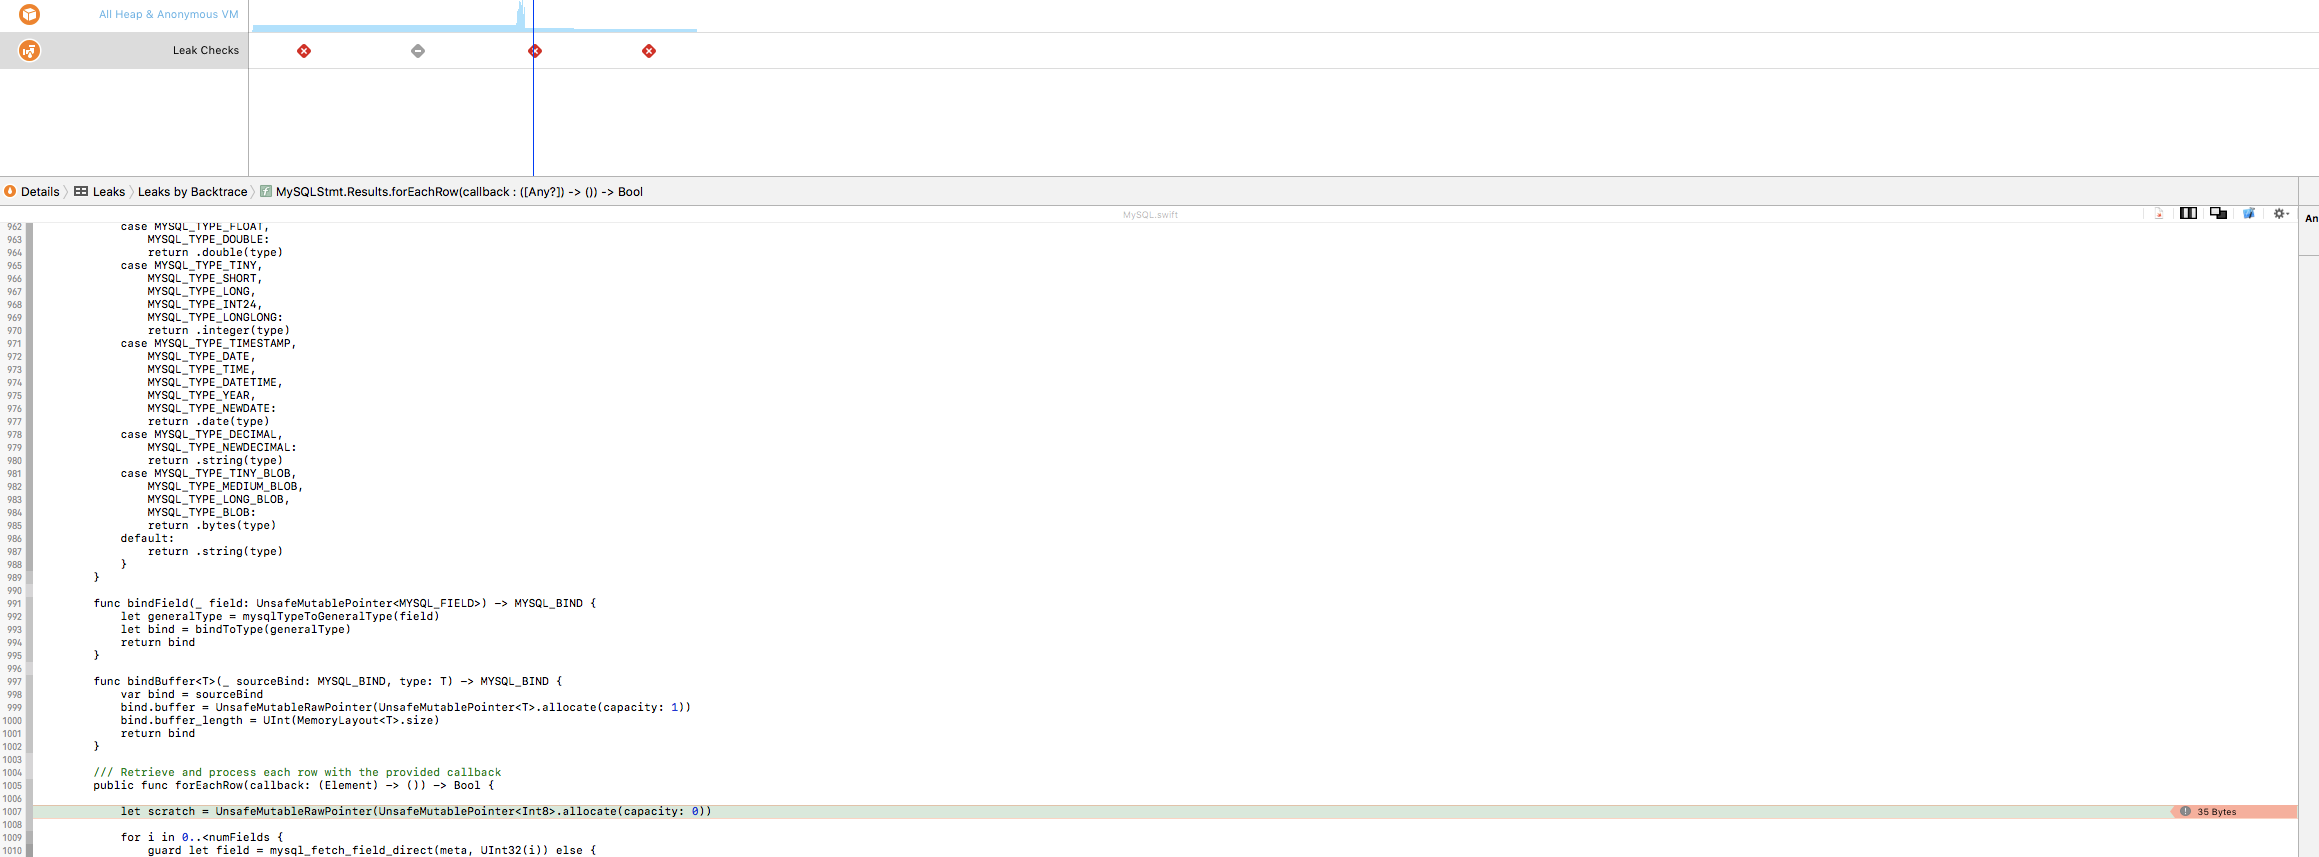 All Heap & Anonymous VM
Leak Checks
Details Leaks Leaks by Backtrace MySQLStmt.Results.forEachRow(callback : ([Any?]) -> ()) -> Bool
MySQL.swift
An
962 case MYSQL_TYPE_FLOAT,
963 MYSQL_TYPE_DOUBLE:
964 return .double(type)
965 case MYSQL_TYPE_TINY,
966 MYSQL_TYPE_SHORT,
967 MYSQL_TYPE_LONG,
968 MYSQL_TYPE_INT24,
969 MYSQL_TYPE_LONGLONG:
970 return .integer(type)
971 case MYSQL_TYPE_TIMESTAMP,
972 MYSQL_TYPE_DATE,
973 MYSQL_TYPE_TIME,
974 MYSQL_TYPE_DATETIME,
975 MYSQL_TYPE_YEAR,
976 MYSQL_TYPE_NEWDATE:
977 return .date(type)
978 case MYSQL_TYPE_DECIMAL,
979 MYSQL_TYPE_NEWDECIMAL:
980 return .string(type)
981 case MYSQL_TYPE_TINY_BLOB,
982 MYSQL_TYPE_MEDIUM_BLOB,
983 MYSQL_TYPE_LONG_BLOB,
984 MYSQL_TYPE_BLOB:
985 return .bytes(type)
986 default:
987 return .string(type)
988 }
989 }
990
991 func bindField(_ field: UnsafeMutablePointer<MYSQL_FIELD>) -> MYSQL_BIND {
992 let generalType = mysqlTypeToGeneralType(field)
993 let bind = bindToType(generalType)
994 return bind
995 }
996
997 func bindBuffer<T>(_ sourceBind: MYSQL_BIND, type: T) -> MYSQL_BIND {
998 var bind = sourceBind
999 bind.buffer = UnsafeMutableRawPointer(UnsafeMutablePointer<T>.allocate(capacity: 1))
1000 bind.buffer_length = UInt(MemoryLayout<T>.size)
1001 return bind
1002 }
1003
1004 /// Retrieve and process each row with the provided callback
1005 public func forEachRow(callback: (Element) -> ()) -> Bool {
1006
1007 let scratch = UnsafeMutableRawPointer(UnsafeMutablePointer<Int8>.allocate(capacity: 0)) 35 Bytes
1008
1009 for i in 0..<numFields {
1010 guard let field = mysql_fetch_field_direct(meta, UInt32(i)) else {